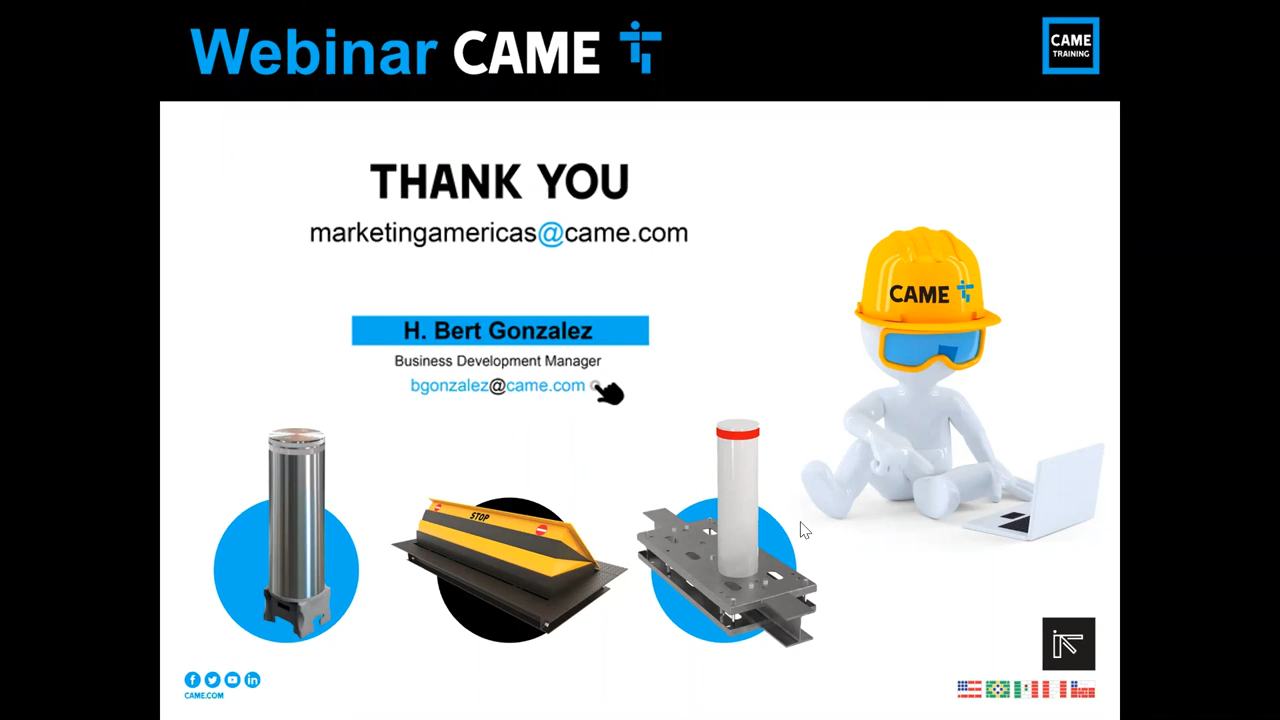 Webinar CAME
CAME
TRAINING
THANK YOU
marketingamericas@came.com
H. Bert Gonzalez
Business Development Manager
bgonzalez@came.com
CAME
STOP
CAME.COM